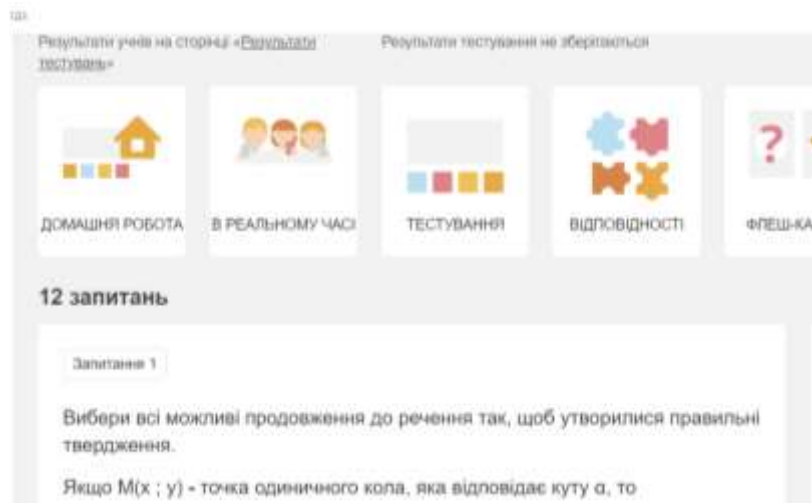 Результати учнів на сторінці «Результати
тестувань»
Результати тестування не зберігаються
ДОМАШНЯ РОБОТА
В РЕАЛЬНОМУ ЧАСІ
ТЕСТУВАННЯ
ВІДПОВІДНОСТІ
ФЛЕШ-КА
12 запитань
Запитання 1
Вибери всі можливі продовження до речення так, щоб утворилися правильні
твердження.
Якщо M(x ; y) - точка одиничного кола, яка відповідає куту α, то